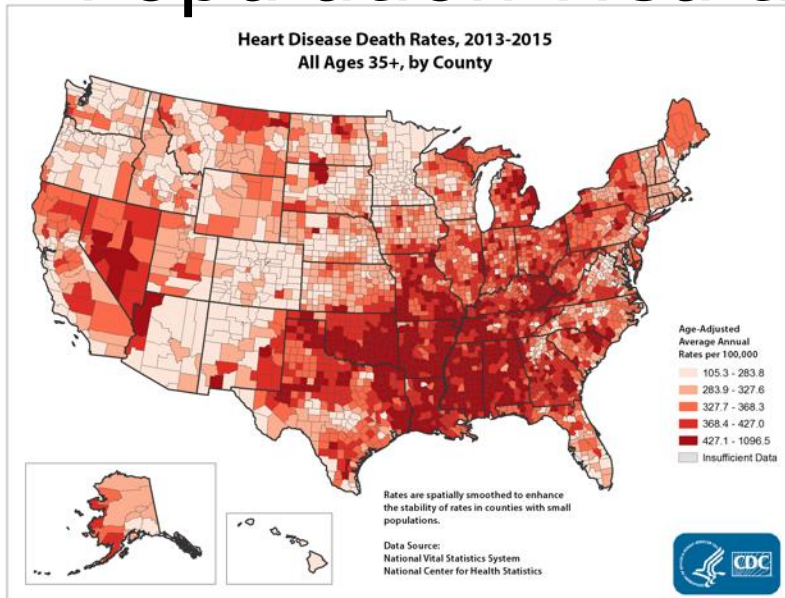 Heart Disease Death Rates, 2013-2015
All Ages 35+, by County
Age-Adjusted
Average Annual
Rates per 100,000
105.3 - 283.8
283.9 - 327.6
327.7 - 368.3
368.4 - 427.0
427.1 - 1096.5
Insufficient Data
Rates are spatially smoothed to enhance
the stability of rates in counties with small
populations.
Data Source:
National Vital Statistics System
National Center for Health Statistics
CDC